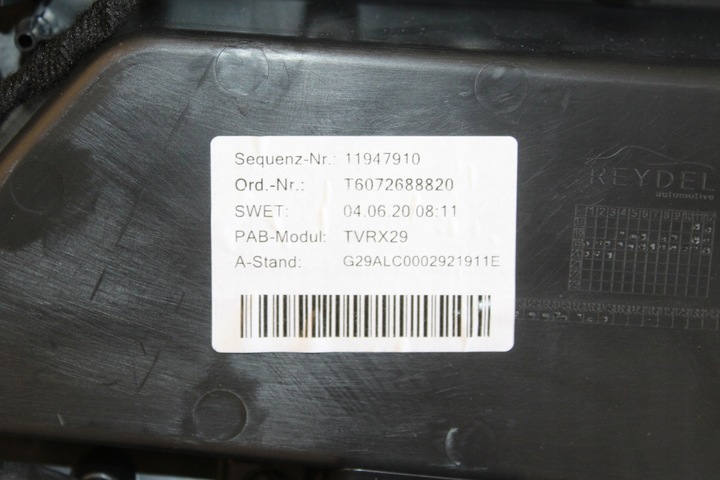 Sequenz-Nr.: 11947910
Ord.-Nr.: T6072688820
SWET: 04.06.20 08:11
PAB-Modul: TVRX29
A-Stand: G29ALC0002921911E
REYDEL
automotive